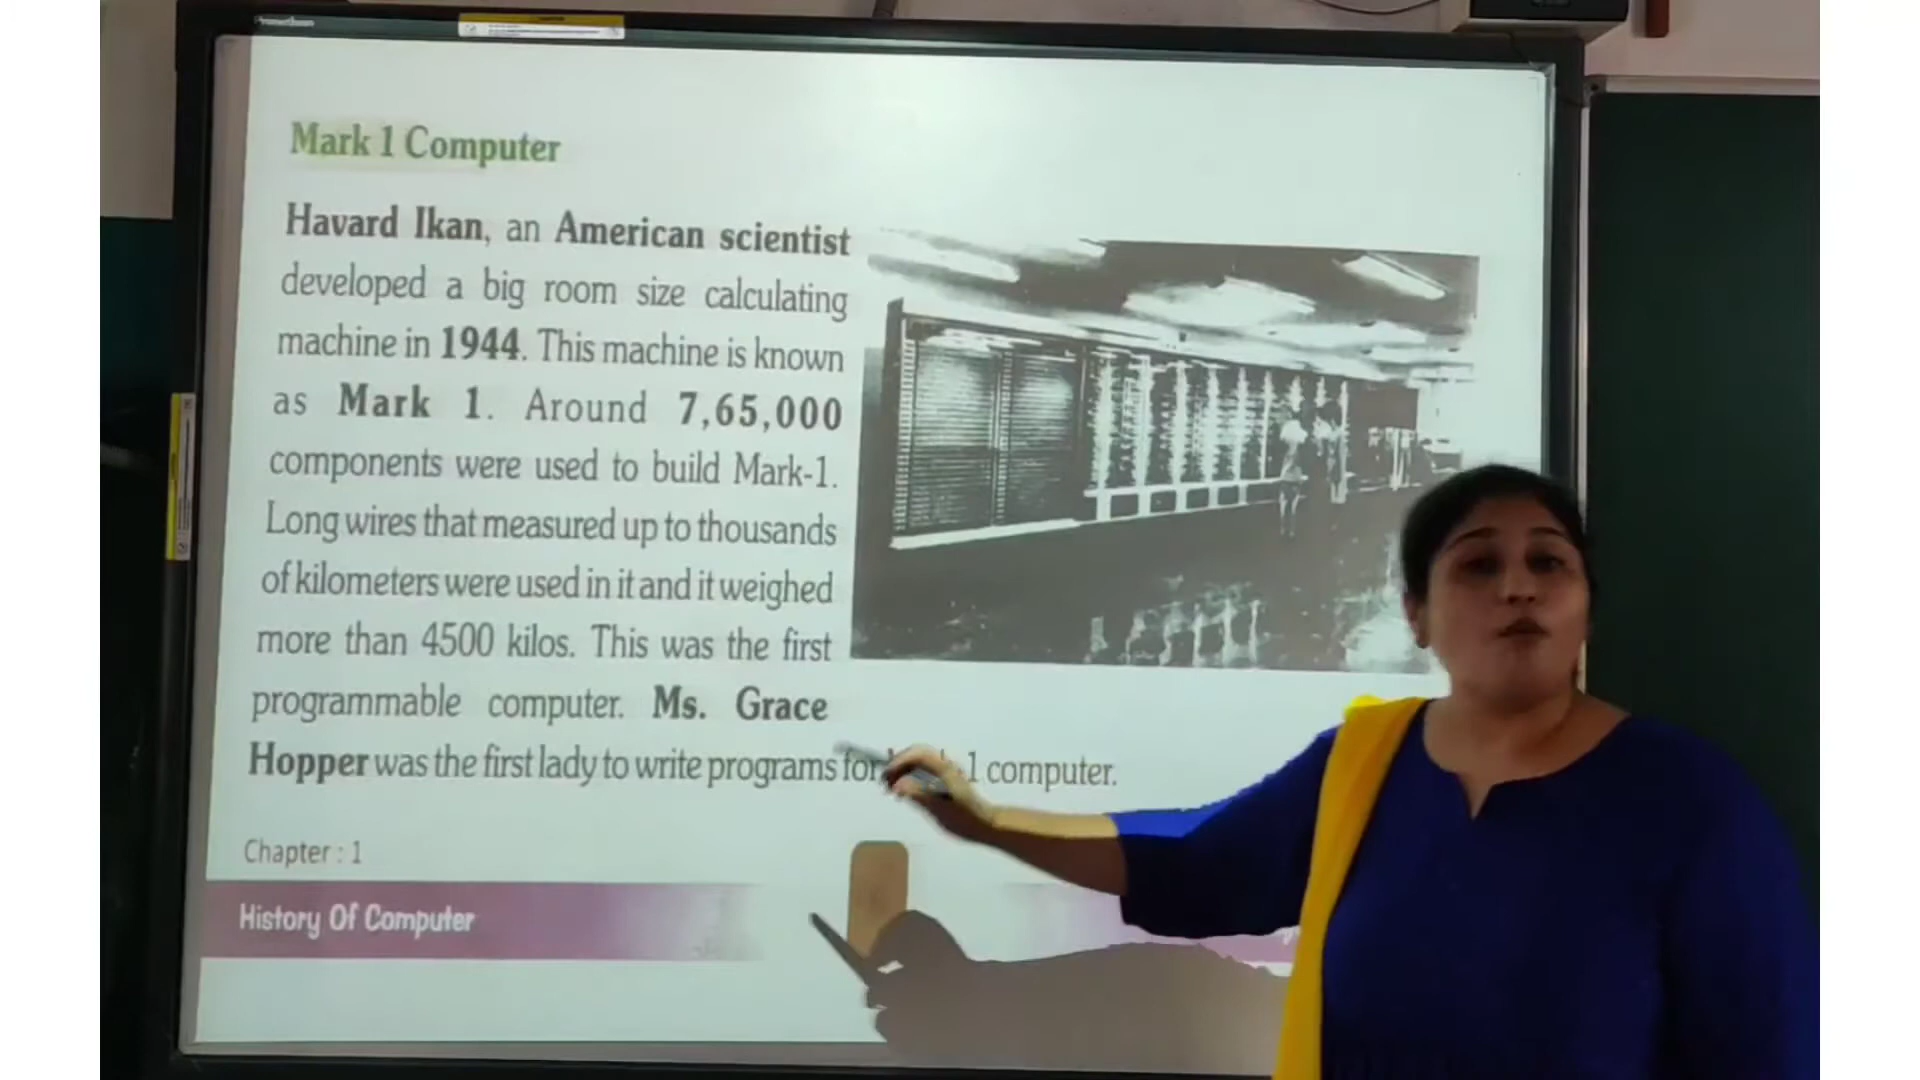 Promethean
Mark 1 Computer
Havard Ikan, an American scientist
developed a big room size calculating
machine in 1944. This machine is known
as Mark 1. Around 7,65,000
components were used to build Mark-1.
Long wires that measured up to thousands
of kilometers were used in it and it weighed
more than 4500 kilos. This was the first
programmable computer. Ms. Grace
Hopper was the first lady to write programs for -1 computer.
Chapter : 1
History Of Computer